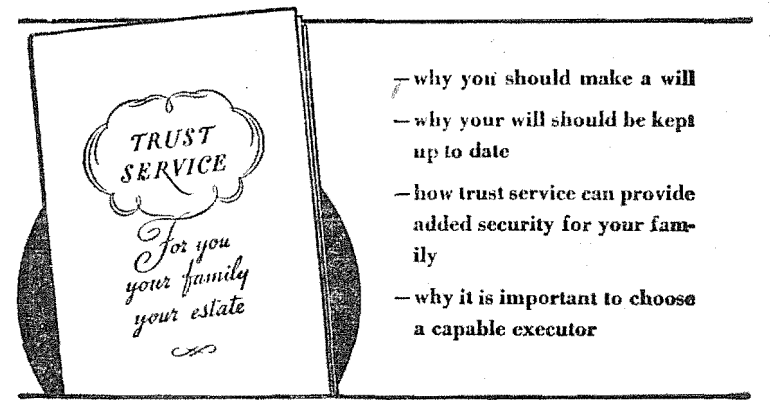 TRUST
SERVICE
For you
your family
your estate
—why you should make a will
—why your will should be kept
up to date
—how trust service can provide
added security for your fam-
ily
—why it is important to choose
a capable executor